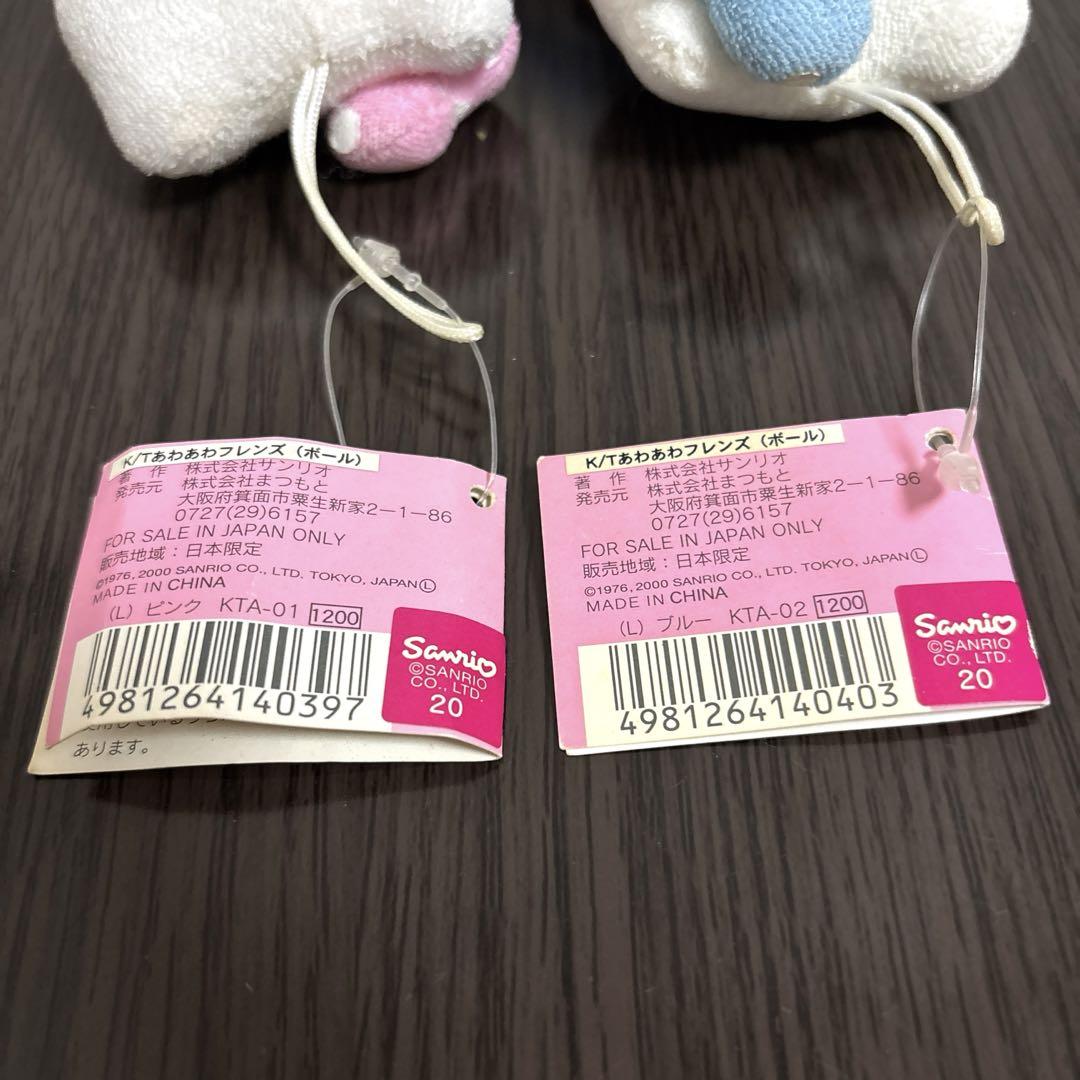 K/Tあわあわフレンズ（ボール）
著　作　株式会社サンリオ
発売元　株式会社まつもと
大阪府箕面市粟生新家2－1－86
0727(29)6157
FOR SALE IN JAPAN ONLY
販売地域：日本限定
©1976, 2000 SANRIO CO., LTD. TOKYO, JAPAN Ⓛ
MADE IN CHINA
(L) ピンク KTA-01 1200
4981264140397
Sanrio
©SANRIO
CO., LTD.
20
あります。
K/Tあわあわフレンズ（ボール）
著　作　株式会社サンリオ
発売元　株式会社まつもと
大阪府箕面市粟生新家2－1－86
0727(29)6157
FOR SALE IN JAPAN ONLY
販売地域：日本限定
©1976, 2000 SANRIO CO., LTD. TOKYO, JAPAN Ⓛ
MADE IN CHINA
(L) ブルー KTA-02 1200
4981264140403
Sanrio
©SANRIO
CO., LTD.
20